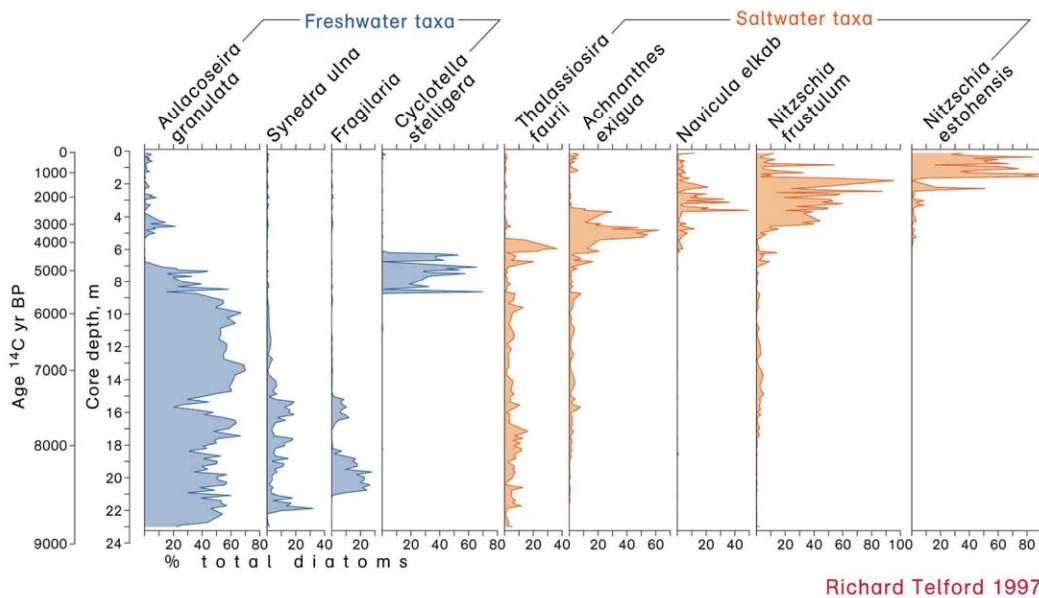 Freshwater taxa
Saltwater taxa
Aulacoseira
granulata
Synedra ulna
Fragilaria
Cyclotella
stelligera
Thalassiosira
faurii
Achnanthes
exigua
Navicula elkab
Nitzschia
frustulum
Nitzschia
estohensis
Age 14C yr BP
0
1000
2000
3000
4000
5000
6000
7000
8000
9000
Core depth, m
0
2
4
6
8
10
12
14
16
18
20
22
24
20 40 60 80 20 20 20 40 60 80 20 40 20 40 60 20 40 20 40 60 80 100 20 40 60 80
% total diatoms
Richard Telford 1997